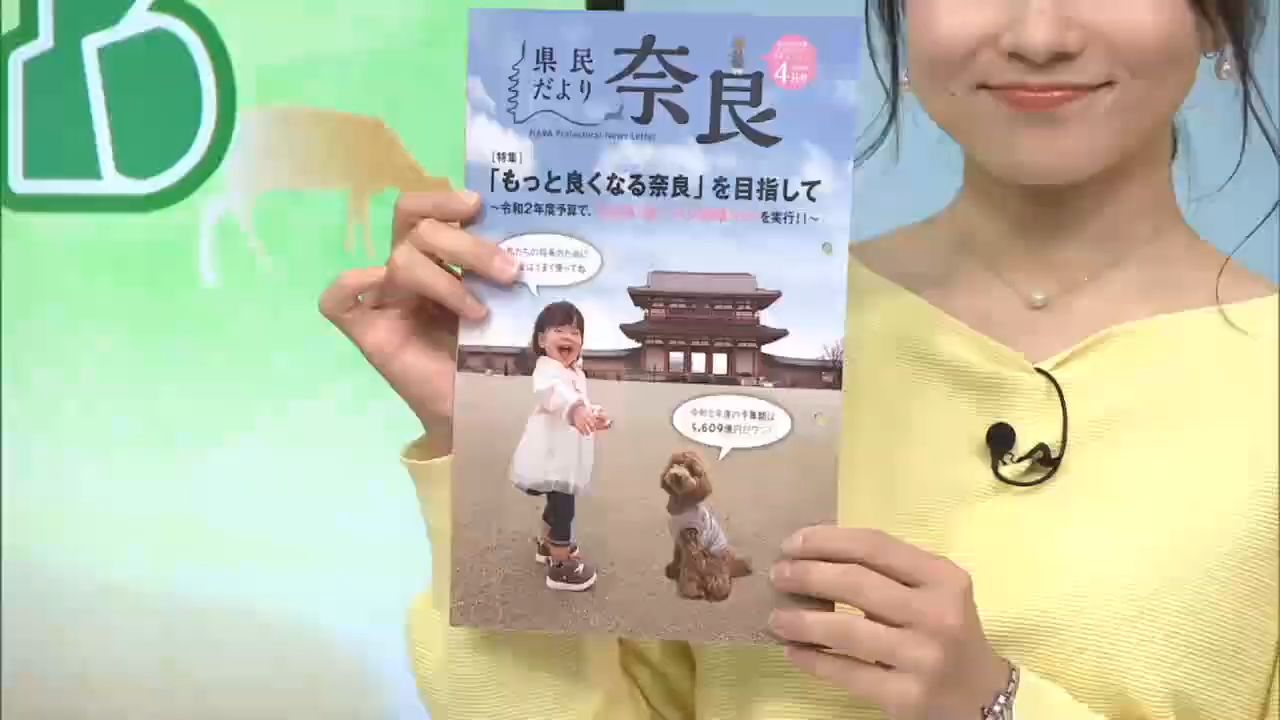 県民
だより
奈良
4月号
NARA Prefectural News Letter
［特集］
「もっと良くなる奈良」を目指して
～令和2年度予算で、
を実行!!～
令和2年度の予算額は
5,609億円だワン!